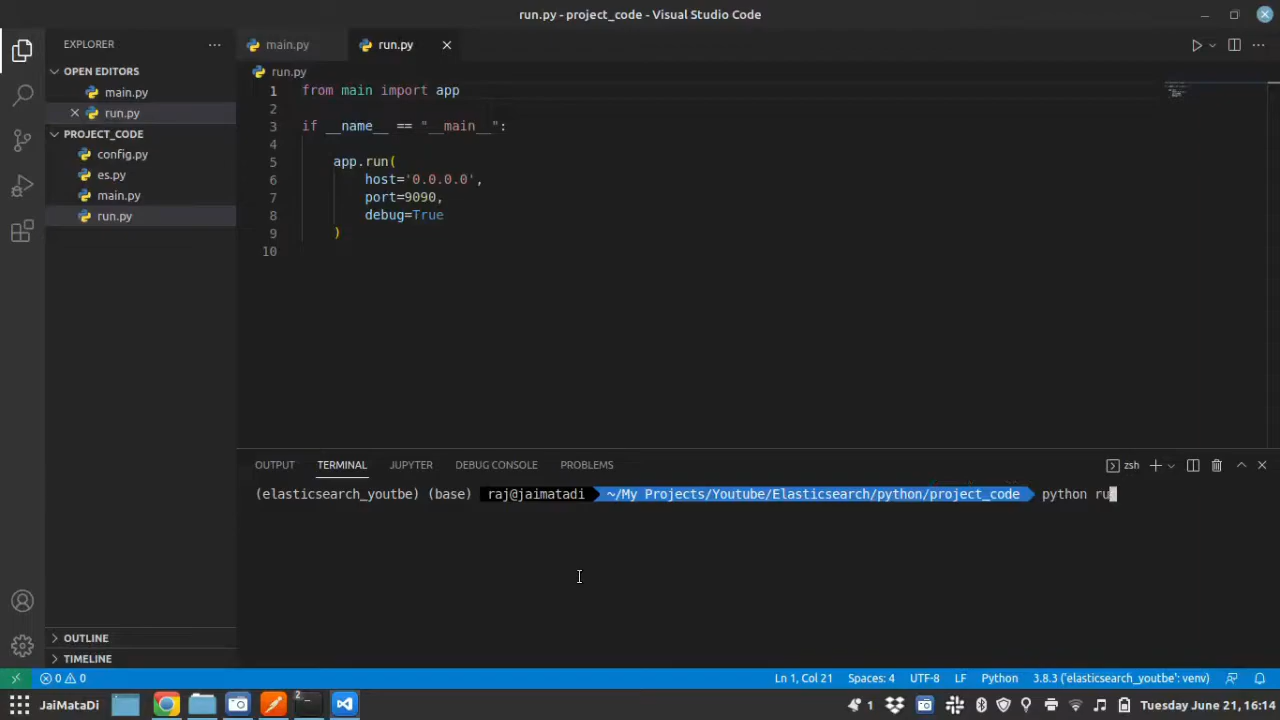 run.py - project_code - Visual Studio Code
EXPLORER
main.py
run.py
OPEN EDITORS
main.py
run.py
PROJECT_CODE
config.py
es.py
main.py
run.py
OUTLINE
TIMELINE
run.py
1 from main import app
2
3 if __name__ == "__main__":
4
5 app.run(
6 host='0.0.0.0',
7 port=9090,
8 debug=True
9 )
10
OUTPUT TERMINAL JUPYTER DEBUG CONSOLE PROBLEMS
zsh
(elasticsearch_youtbe) (base) raj@jaimatadi ~/My Projects/Youtube/Elasticsearch/python/project_code python ru
0 0 Ln 1, Col 21 Spaces: 4 UTF-8 LF Python 3.8.3 ('elasticsearch_youtbe': venv)
JaiMataDi 2 1 Tuesday June 21, 16:14